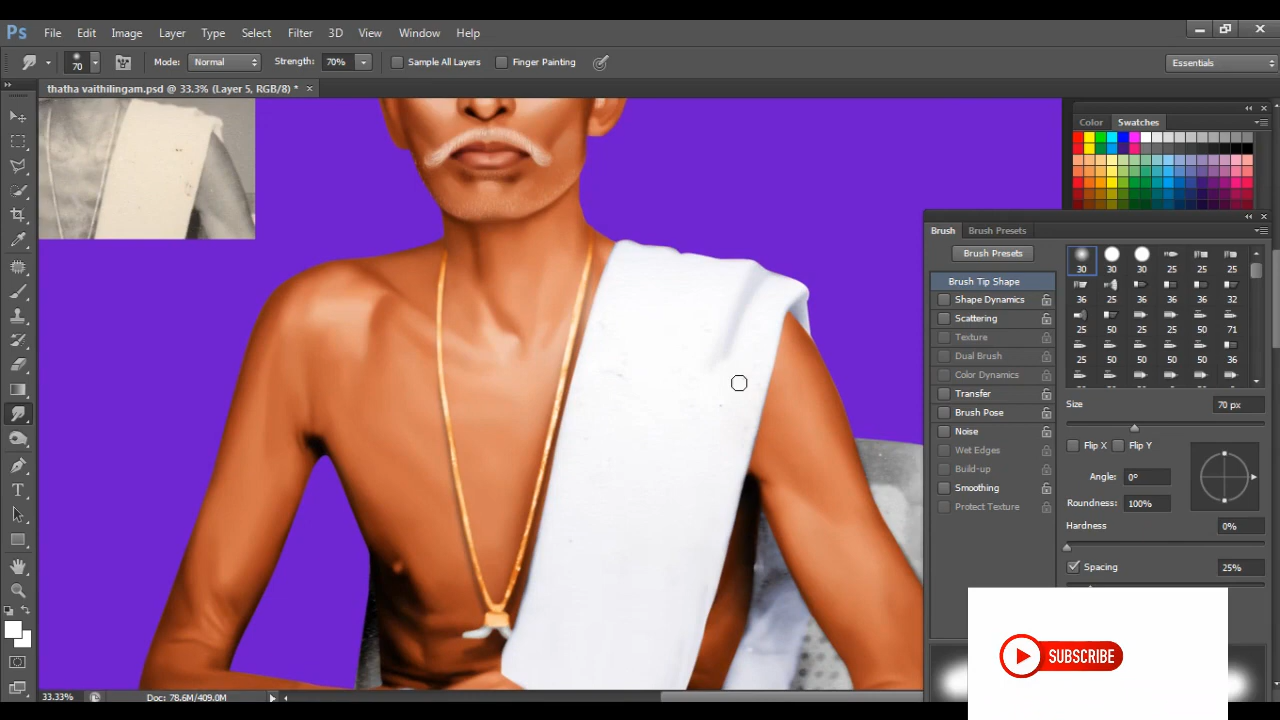 Ps File Edit Image Layer Type Select Filter 3D View Window Help
70 Mode: Normal Strength: 70% Sample All Layers Finger Painting Essentials
thatha vaithilingam.psd @ 33.3% (Layer 5, RGB/8) * ×
Color Swatches
Brush Brush Presets
Brush Presets
Brush Tip Shape
Shape Dynamics
Scattering
Texture
Dual Brush
Color Dynamics
Transfer
Brush Pose
Noise
Wet Edges
Build-up
Smoothing
Protect Texture
30 30 30 25 25 25
36 25 36 36 36 32
25 50 25 25 50 71
25 50 50 50 50 36
Size 70 px
Flip X Flip Y
Angle: 0°
Roundness: 100%
Hardness 0%
Spacing 25%
SUBSCRIBE
33.33% Doc: 78.6M/409.0M